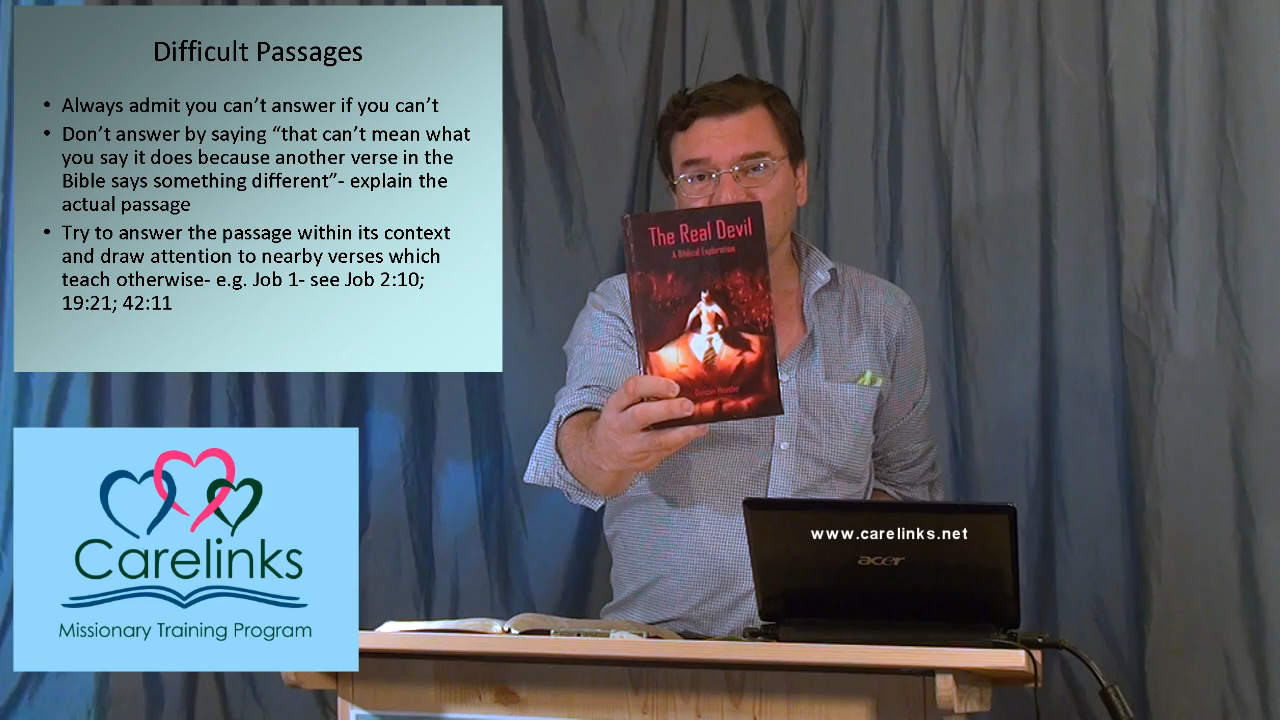 Difficult Passages
• Always admit you can’t answer if you can’t
• Don’t answer by saying “that can’t mean what
you say it does because another verse in the
Bible says something different”- explain the
actual passage
• Try to answer the passage within its context
and draw attention to nearby verses which
teach otherwise- e.g. Job 1- see Job 2:10;
19:21; 42:11
The Real Devil
A Biblical Exploration
Duncan Heaster
www.carelinks.net
acer
Carelinks
Missionary Training Program